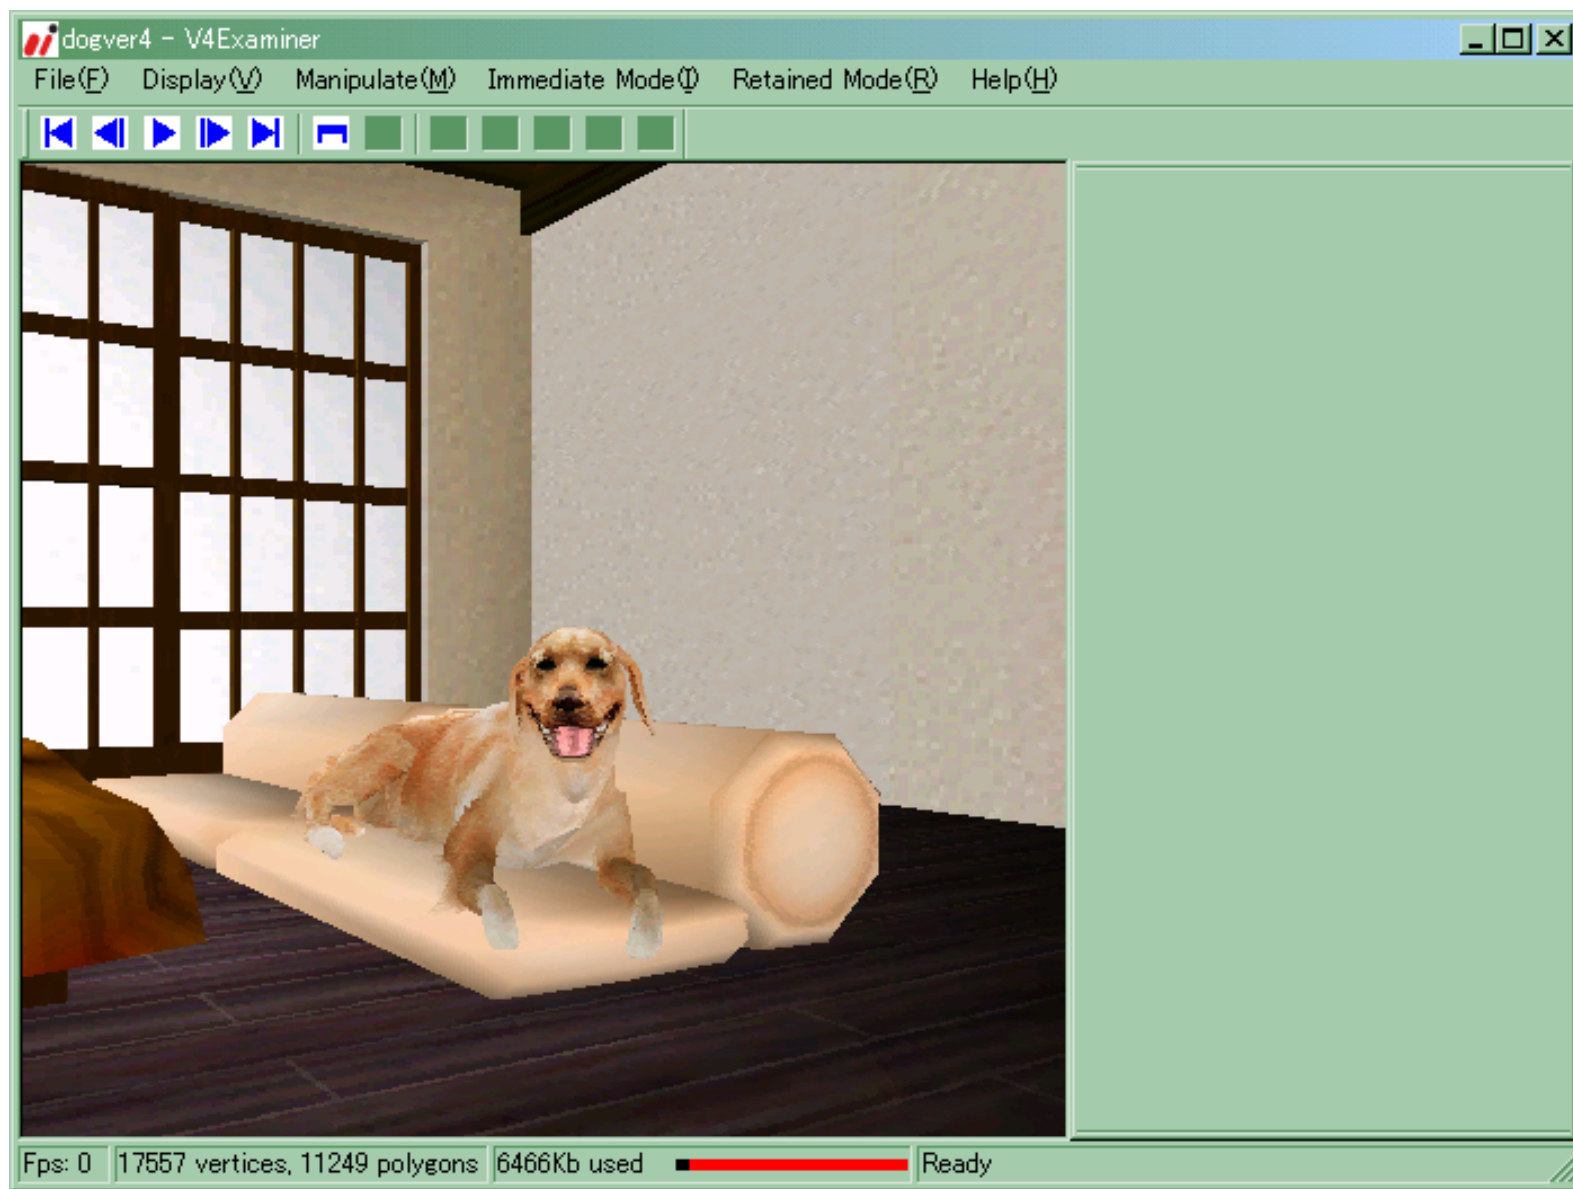 dogver4 - V4Examiner
File(F) Display(V) Manipulate(M) Immediate Mode(I) Retained Mode(R) Help(H)
Fps: 0 17557 vertices, 11249 polygons 6466Kb used Ready